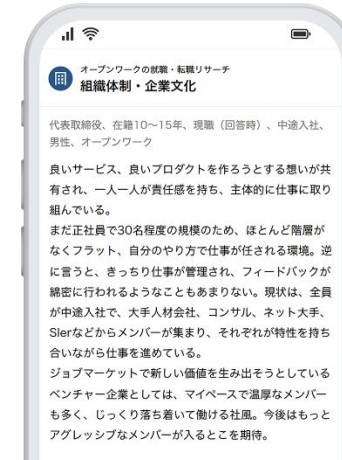 オープンワークの就職・転職リサーチ
組織体制・企業文化
代表取締役、在籍10〜15年、現職（回答時）、中途入社、
男性、オープンワーク
良いサービス、良いプロダクトを作ろうとする想いが共
有され、一人一人が責任感を持ち、主体的に仕事に取り
組んでいる。
まだ正社員で30名程度の規模のため、ほとんど階層が
なくフラット、自分のやり方で仕事が任される環境。逆
に言うと、きっちり仕事が管理され、フィードバックが
綿密に行われるようなこともあまりない。現状は、全員
が中途入社で、大手人材会社、コンサル、ネット大手、
SIerなどからメンバーが集まり、それぞれが特性を持ち
合いながら仕事を進めている。
ジョブマーケットで新しい価値を生み出そうとしている
ベンチャー企業としては、マイペースで温厚なメンバー
も多く、じっくり落ち着いて働ける社風。今後はもっと
アグレッシブなメンバーが入るとこを期待。